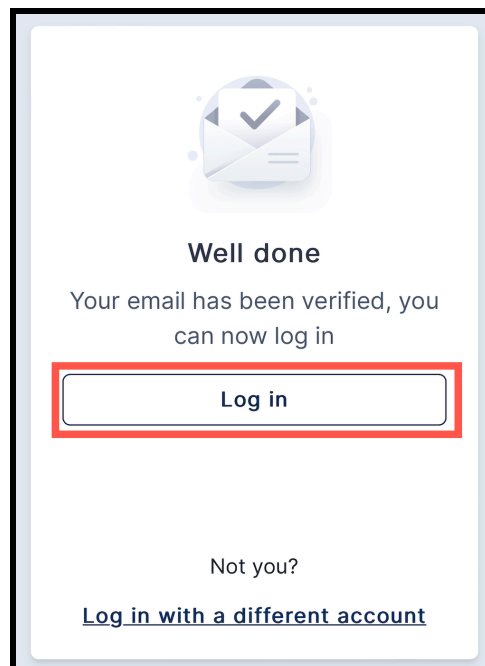 Well done
Your email has been verified, you
can now log in
Log in
Not you?
Log in with a different account